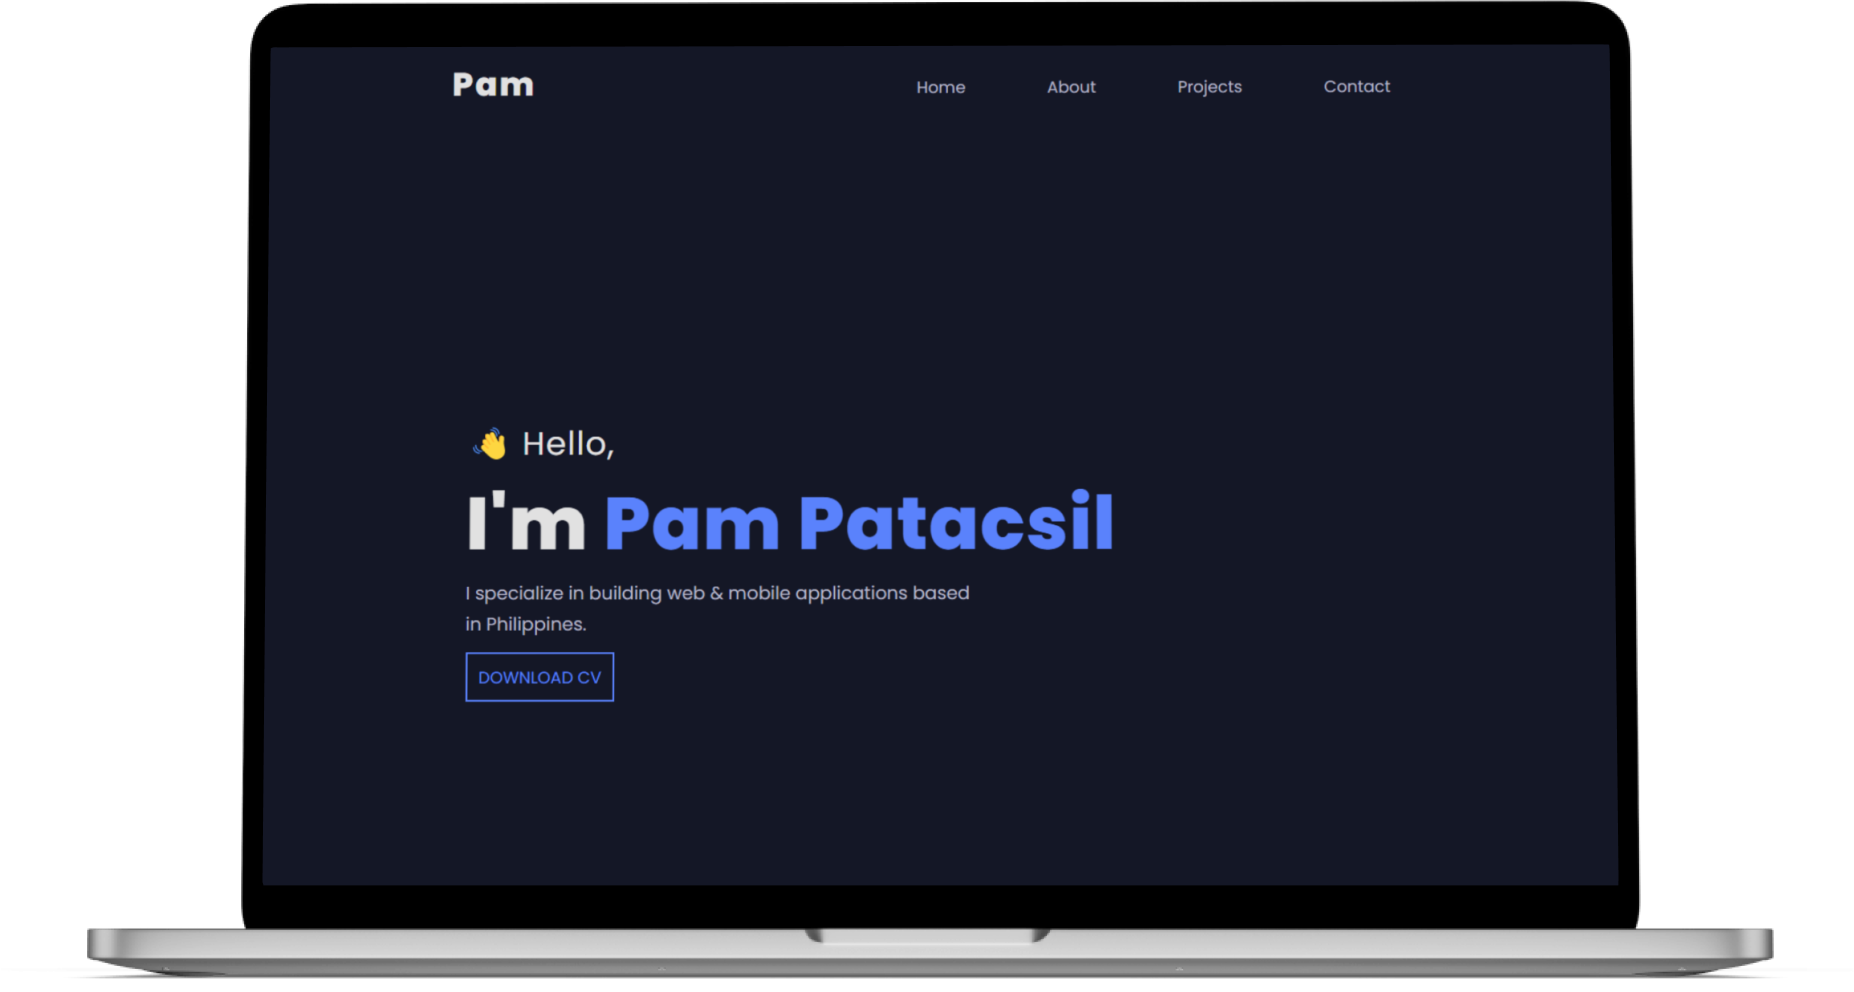 Pam
Home About Projects Contact
👋 Hello,
I'm Pam Patacsil
I specialize in building web & mobile applications based
in Philippines.
DOWNLOAD CV